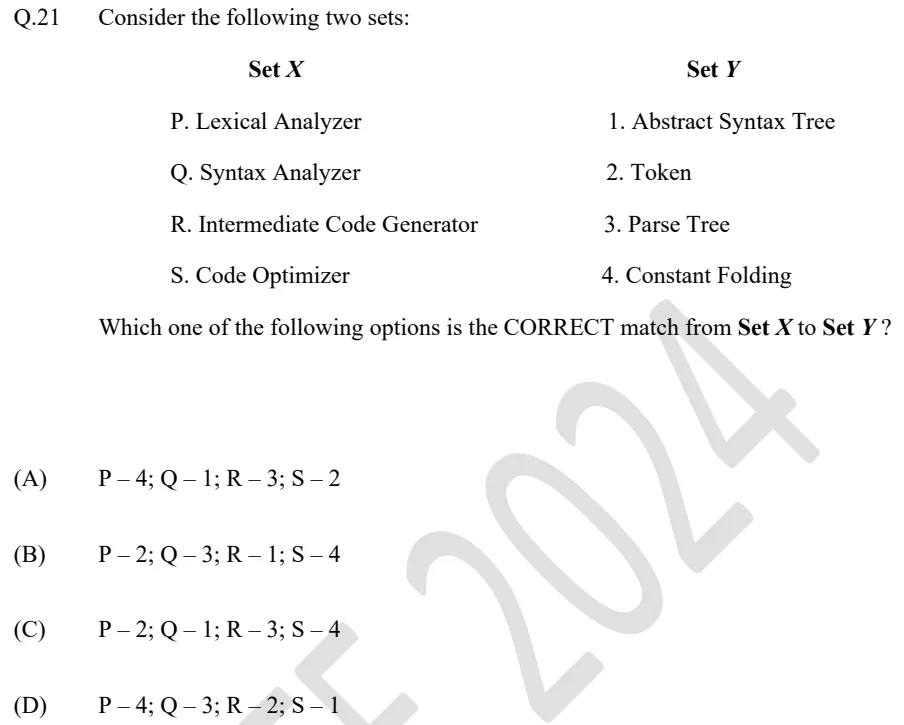 Q.21 Consider the following two sets:
Set X Set Y
P. Lexical Analyzer 1. Abstract Syntax Tree
Q. Syntax Analyzer 2. Token
R. Intermediate Code Generator 3. Parse Tree
S. Code Optimizer 4. Constant Folding
Which one of the following options is the CORRECT match from Set X to Set Y ?
(A) P – 4; Q – 1; R – 3; S – 2
(B) P – 2; Q – 3; R – 1; S – 4
(C) P – 2; Q – 1; R – 3; S – 4
(D) P – 4; Q – 3; R – 2; S – 1
2024